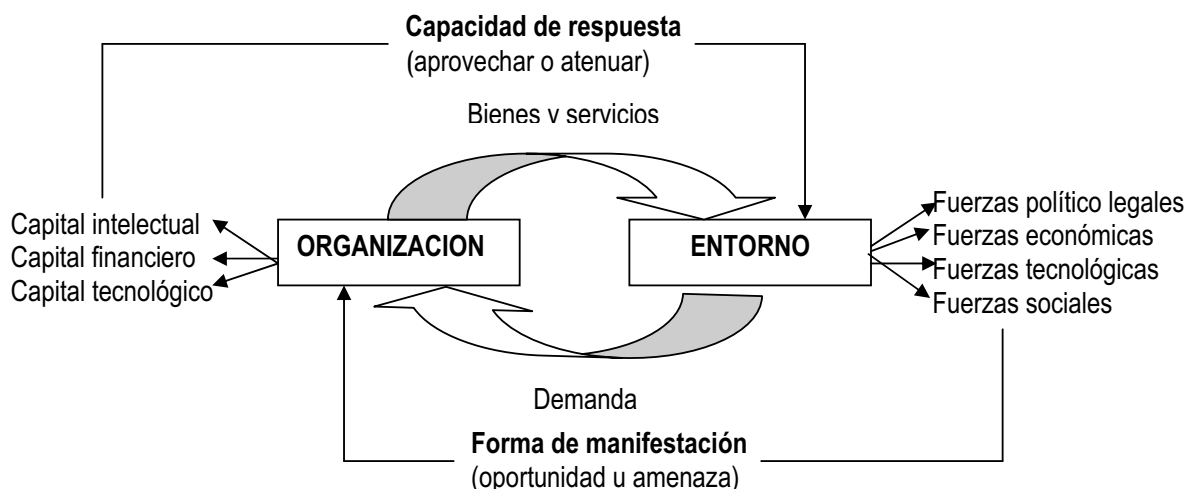 Capacidad de respuesta
(aprovechar o atenuar)
Bienes y servicios
Capital intelectual
Capital financiero
Capital tecnológico
ORGANIZACION
ENTORNO
Fuerzas político legales
Fuerzas económicas
Fuerzas tecnológicas
Fuerzas sociales
Demanda
Forma de manifestación
(oportunidad u amenaza)